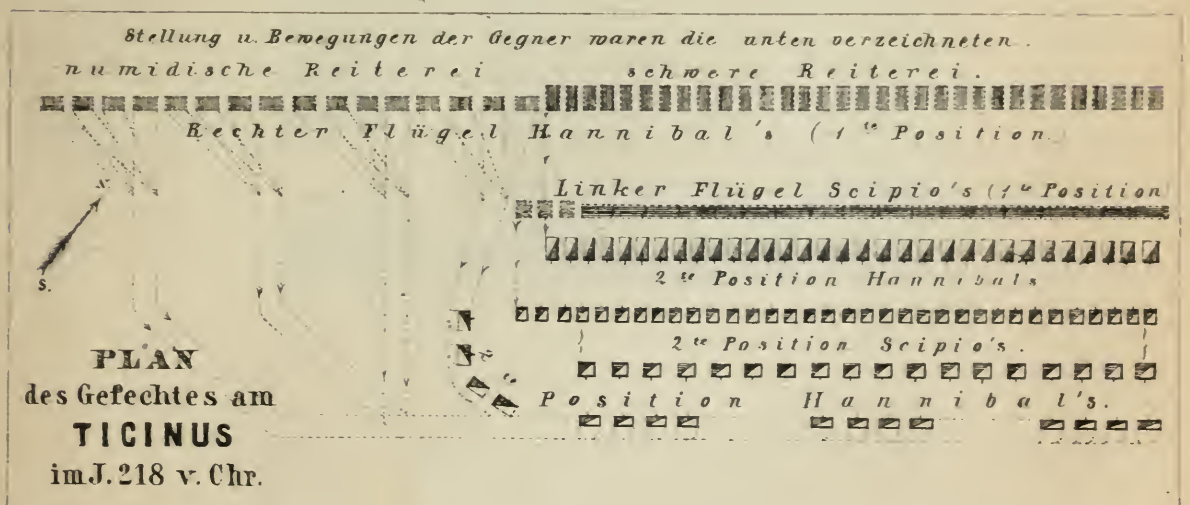 Stellung u. Bewegungen der Gegner waren die unten verzeichneten.
numidische Reiterei schwere Reiterei.
Rechter Flügel Hannibal's (1te Position)
Linker Flügel Scipio's (1te Position
2te Position Hannibals
2te Position Scipio's.
Position Hannibal's.
S.
PLAN
des Gefechtes am
TICINUS
im J. 218 v. Chr.